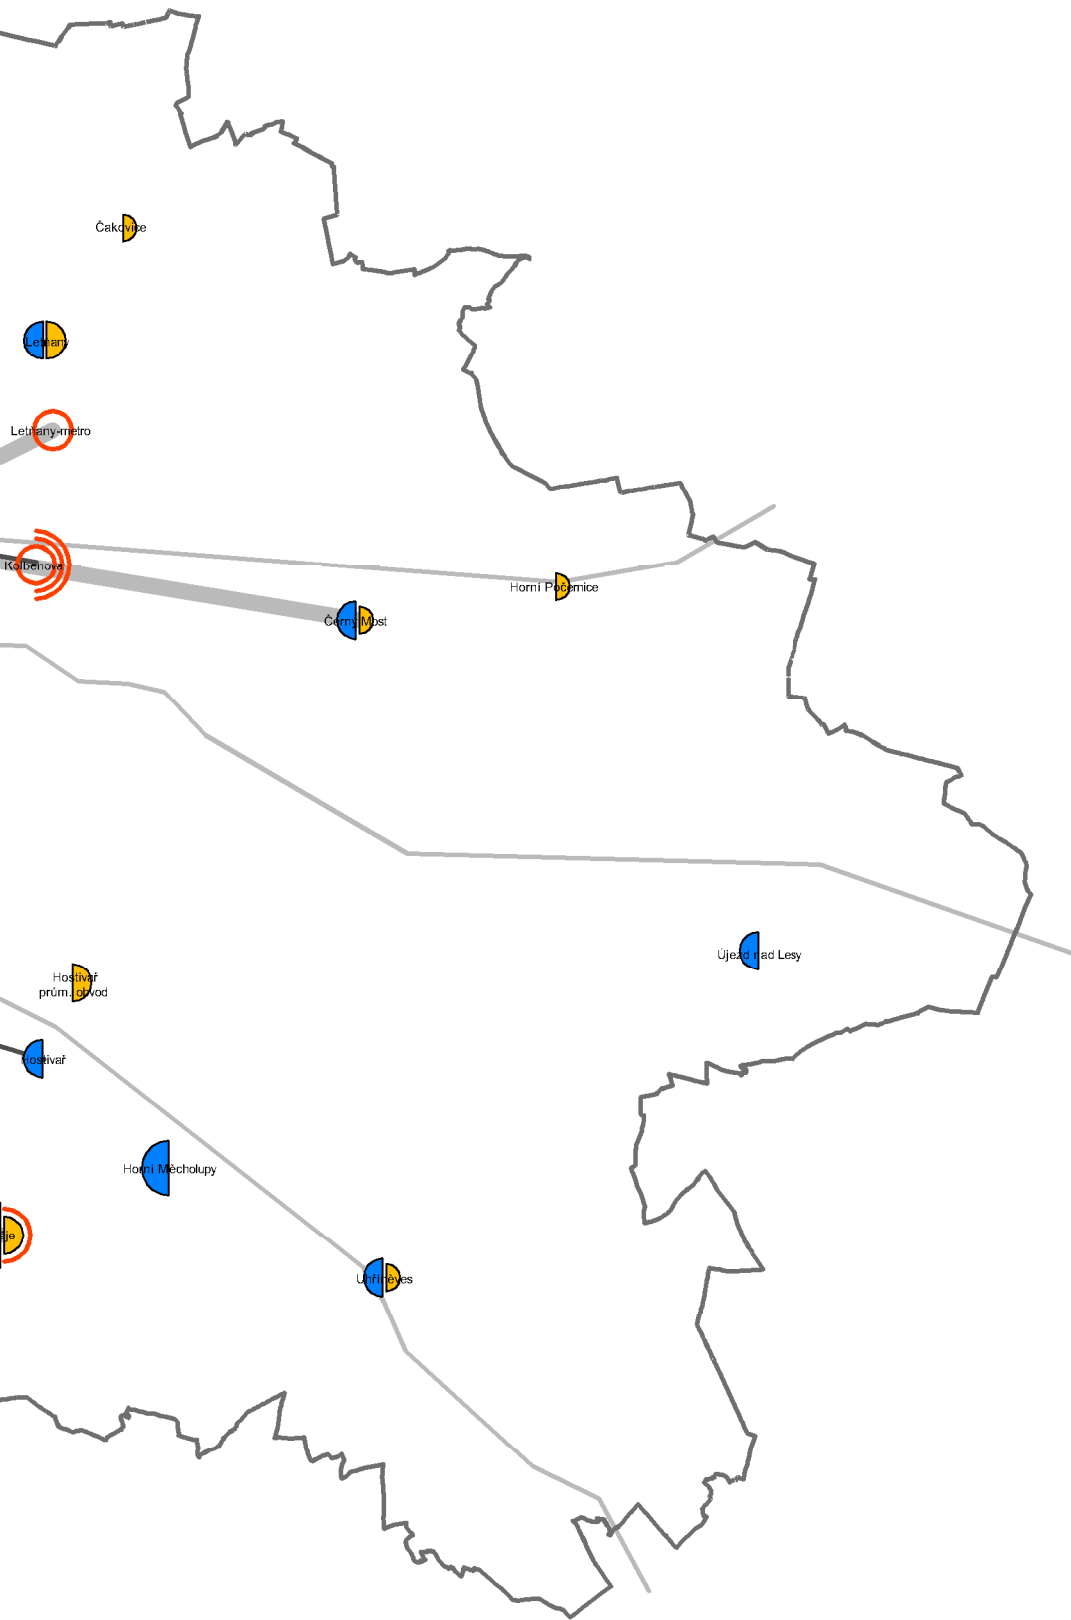 Čakovice
Letňany
Letňany-metro
Kolbenova
Horní Počernice
Černý Most
Újezd nad Lesy
Hostivař
prům. obvod
Hostivař
Horní Měcholupy
Uhříněves